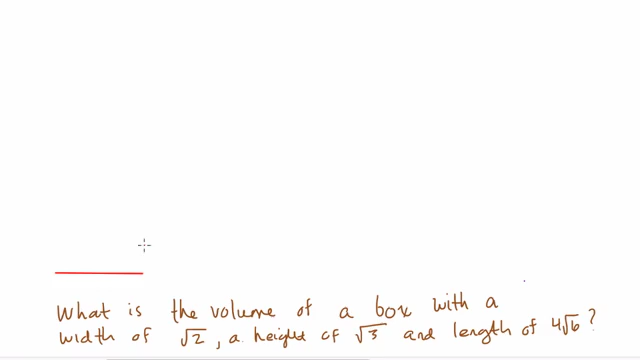 What is the volume of a box with a
width of √2, a height of √3 and length of 4√6?